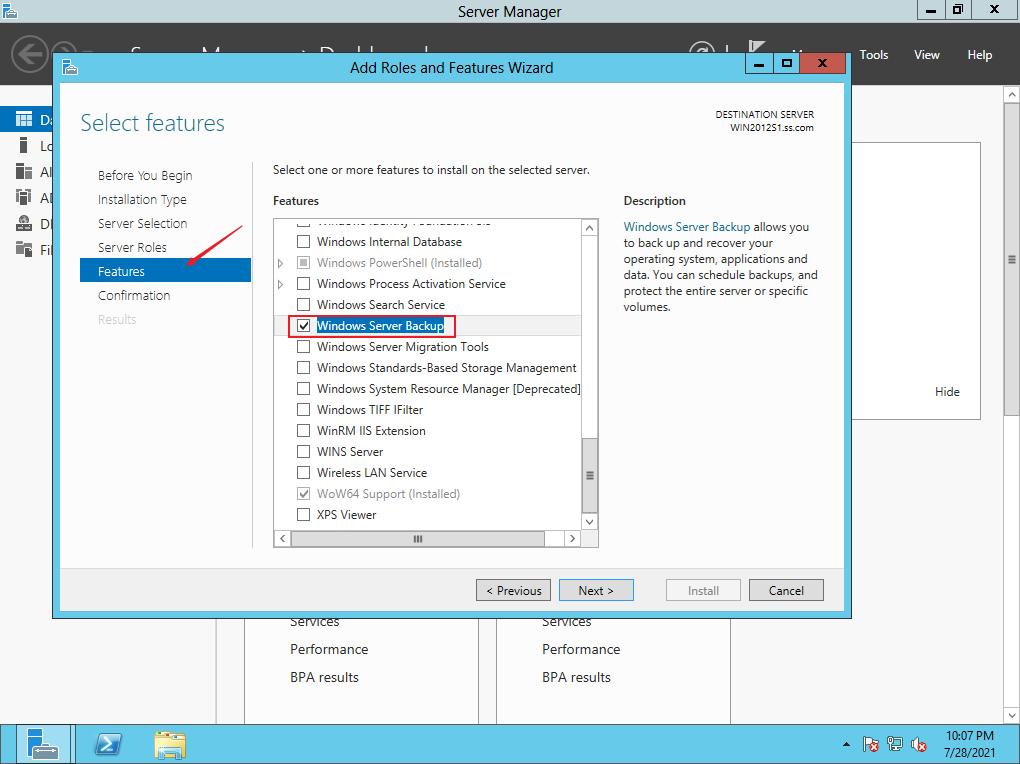 Server Manager
Tools
View
Help
Add Roles and Features Wizard
Select features
DESTINATION SERVER
WIN2012S1.ss.com
Before You Begin
Installation Type
Server Selection
Server Roles
Features
Confirmation
Results
Select one or more features to install on the selected server.
Features
Windows Internal Database
Windows PowerShell (Installed)
Windows Process Activation Service
Windows Search Service
Windows Server Backup
Windows Server Migration Tools
Windows Standards-Based Storage Management
Windows System Resource Manager [Deprecated]
Windows TIFF IFilter
WinRM IIS Extension
WINS Server
Wireless LAN Service
WoW64 Support (Installed)
XPS Viewer
Description
Windows Server Backup allows you
to back up and recover your
operating system, applications and
data. You can schedule backups, and
protect the entire server or specific
volumes.
Hide
< Previous
Next >
Install
Cancel
Services
Performance
BPA results
Services
Performance
BPA results
10:07 PM
7/28/2021